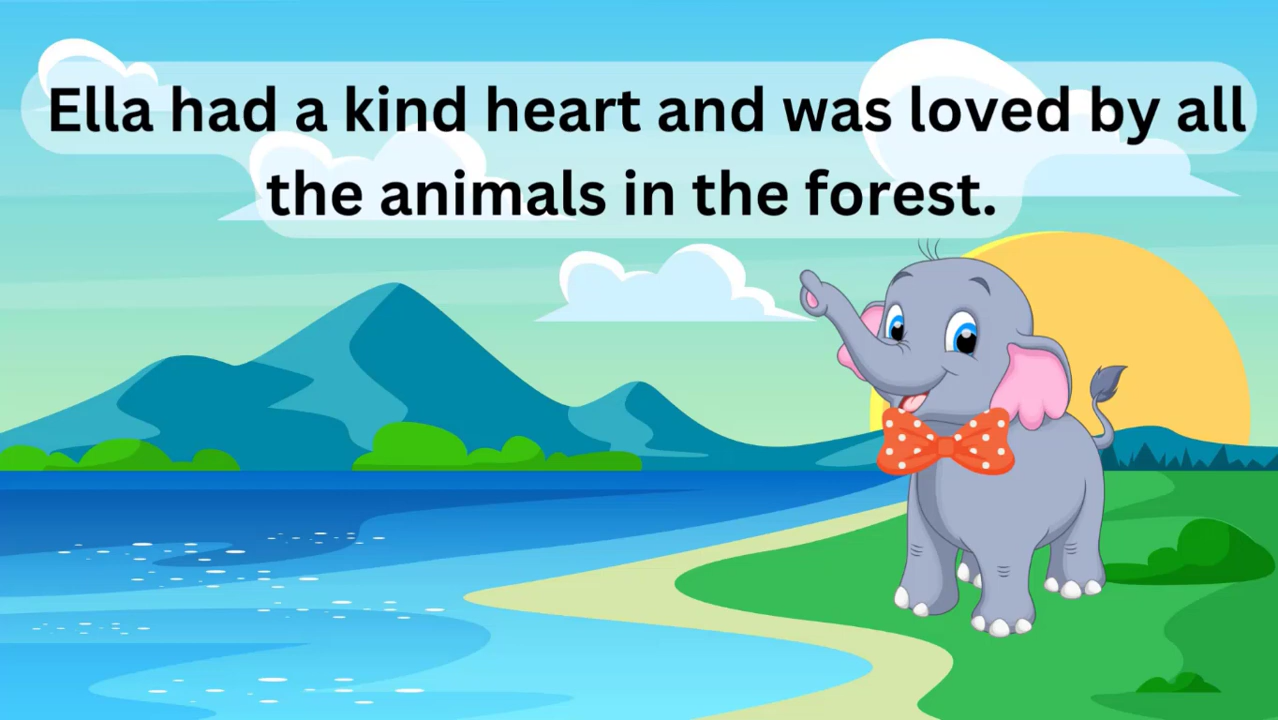 Ella had a kind heart and was loved by all
the animals in the forest.